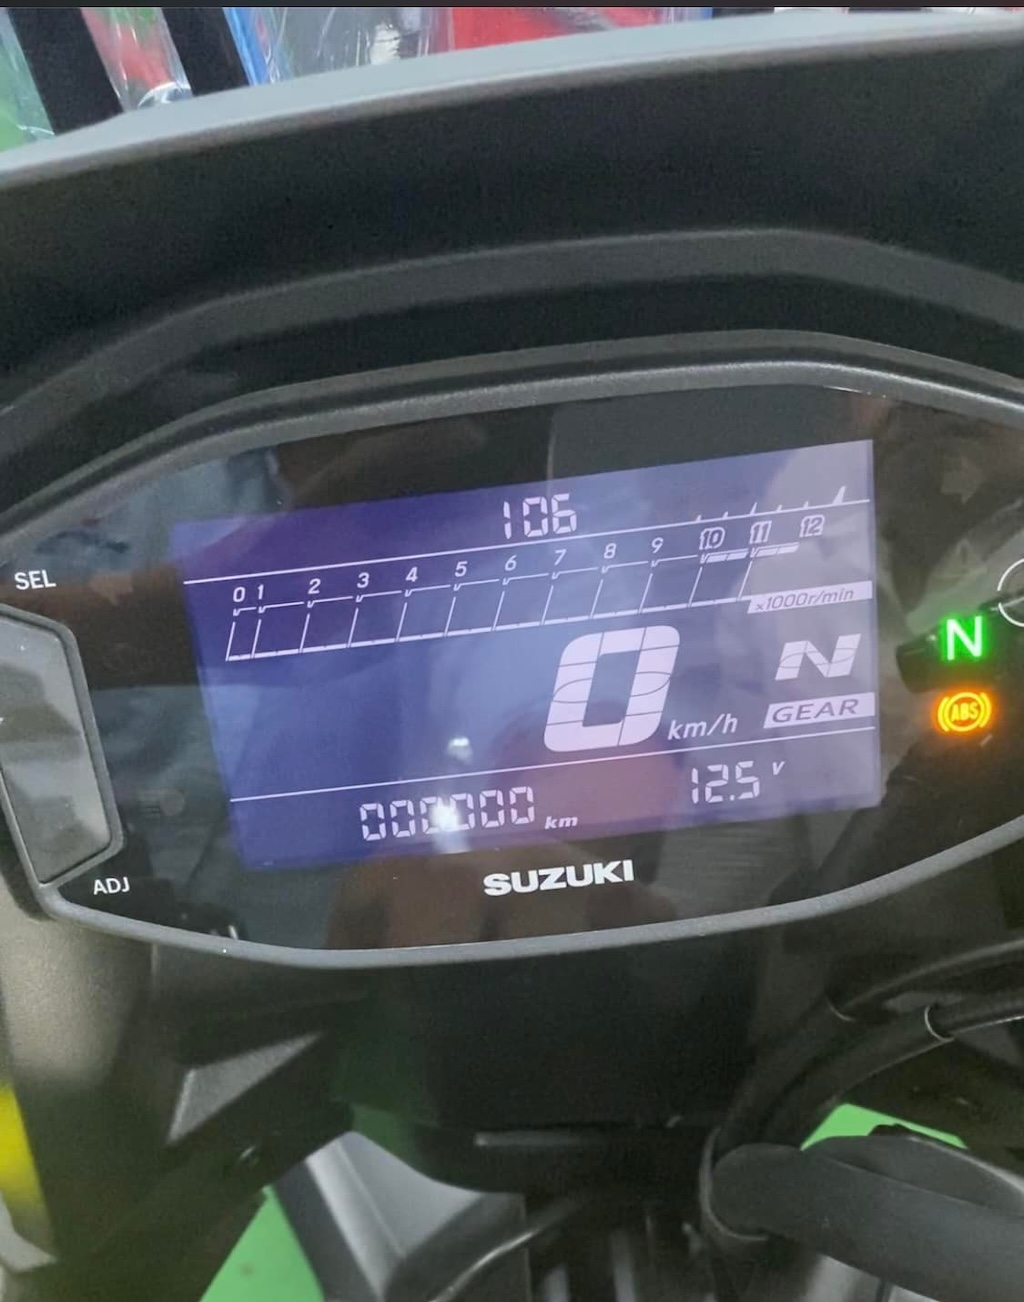 106
0 1 2 3 4 5 6 7 8 9 10 11 12
x1000r/min
SEL
N
0 km/h
N
GEAR
ABS
000000 km
12.5 V
SUZUKI
ADJ